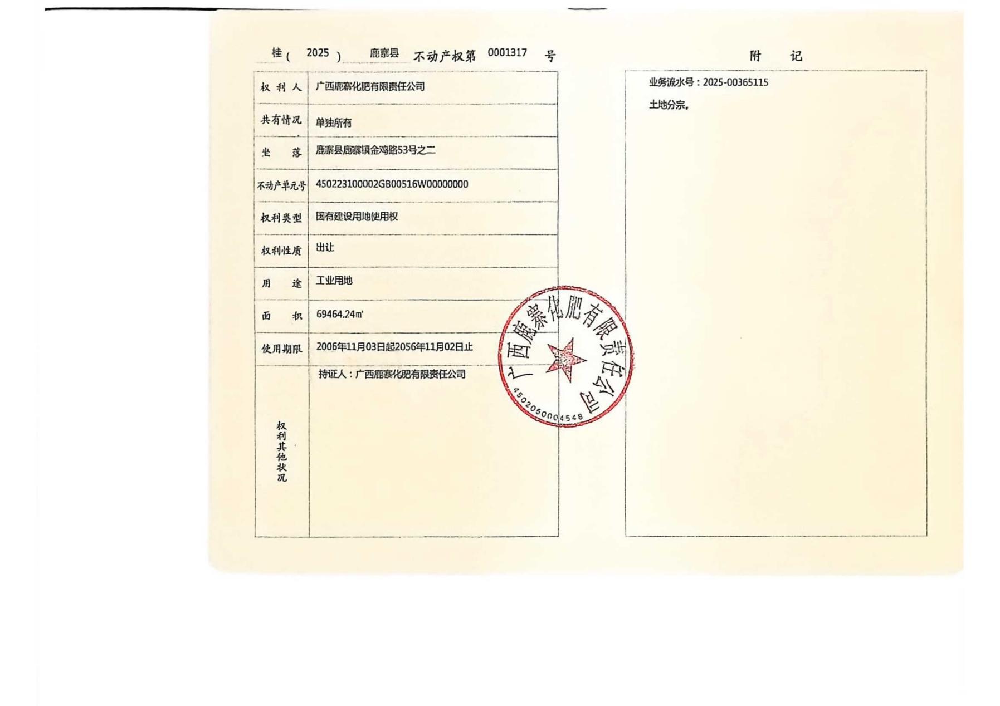 桂 ( 2025 ) 鹿寨县 不动产权第 0001317 号
权利人 广西鹿寨化肥有限责任公司
共有情况 单独所有
坐落 鹿寨县鹿寨镇金鸡路53号之二
不动产单元号 450223100002GB00516W00000000
权利类型 国有建设用地使用权
权利性质 出让
用途 工业用地
面积 69464.24㎡
使用期限 2006年11月03日起2056年11月02日止
权利其他状况 持证人：广西鹿寨化肥有限责任公司
广西鹿寨化肥有限责任公司
4502050004548
附记
业务流水号：2025-00365115
土地分宗。